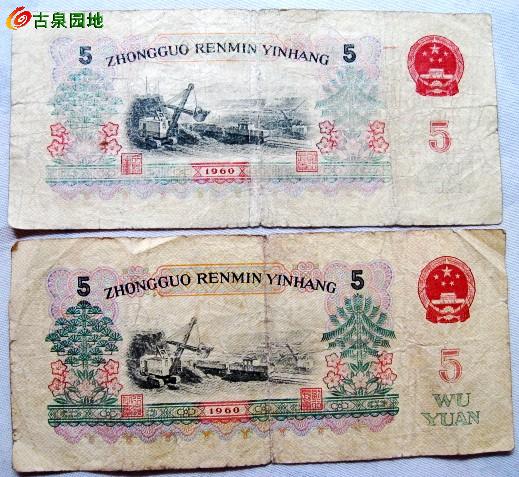 古泉园地
5 ZHONGGUO RENMIN YINHANG 5
5
1960
5 ZHONGGUO RENMIN YINHANG 5
5
WU
YUAN
1960